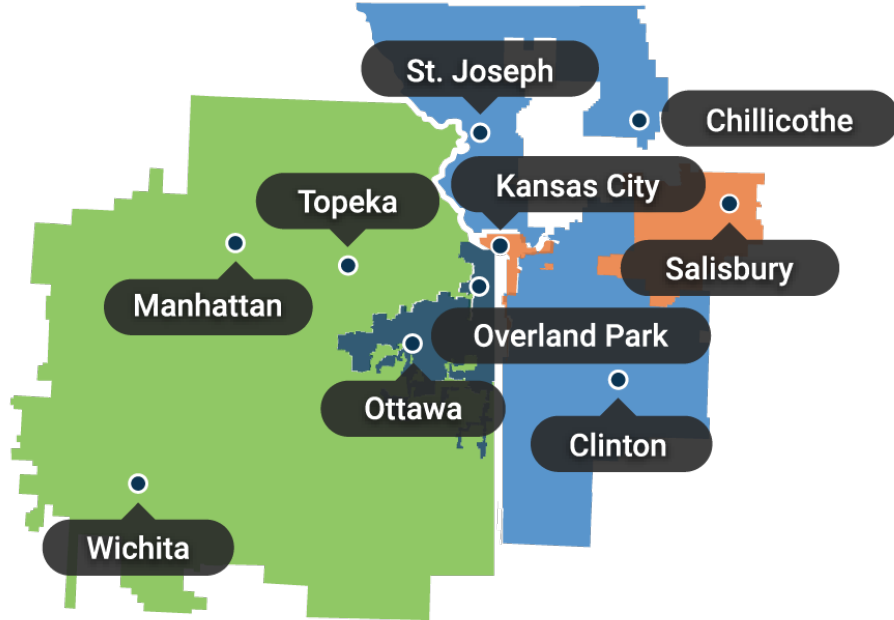 St. Joseph
Chillicothe
Kansas City
Topeka
Salisbury
Manhattan
Overland Park
Ottawa
Clinton
Wichita